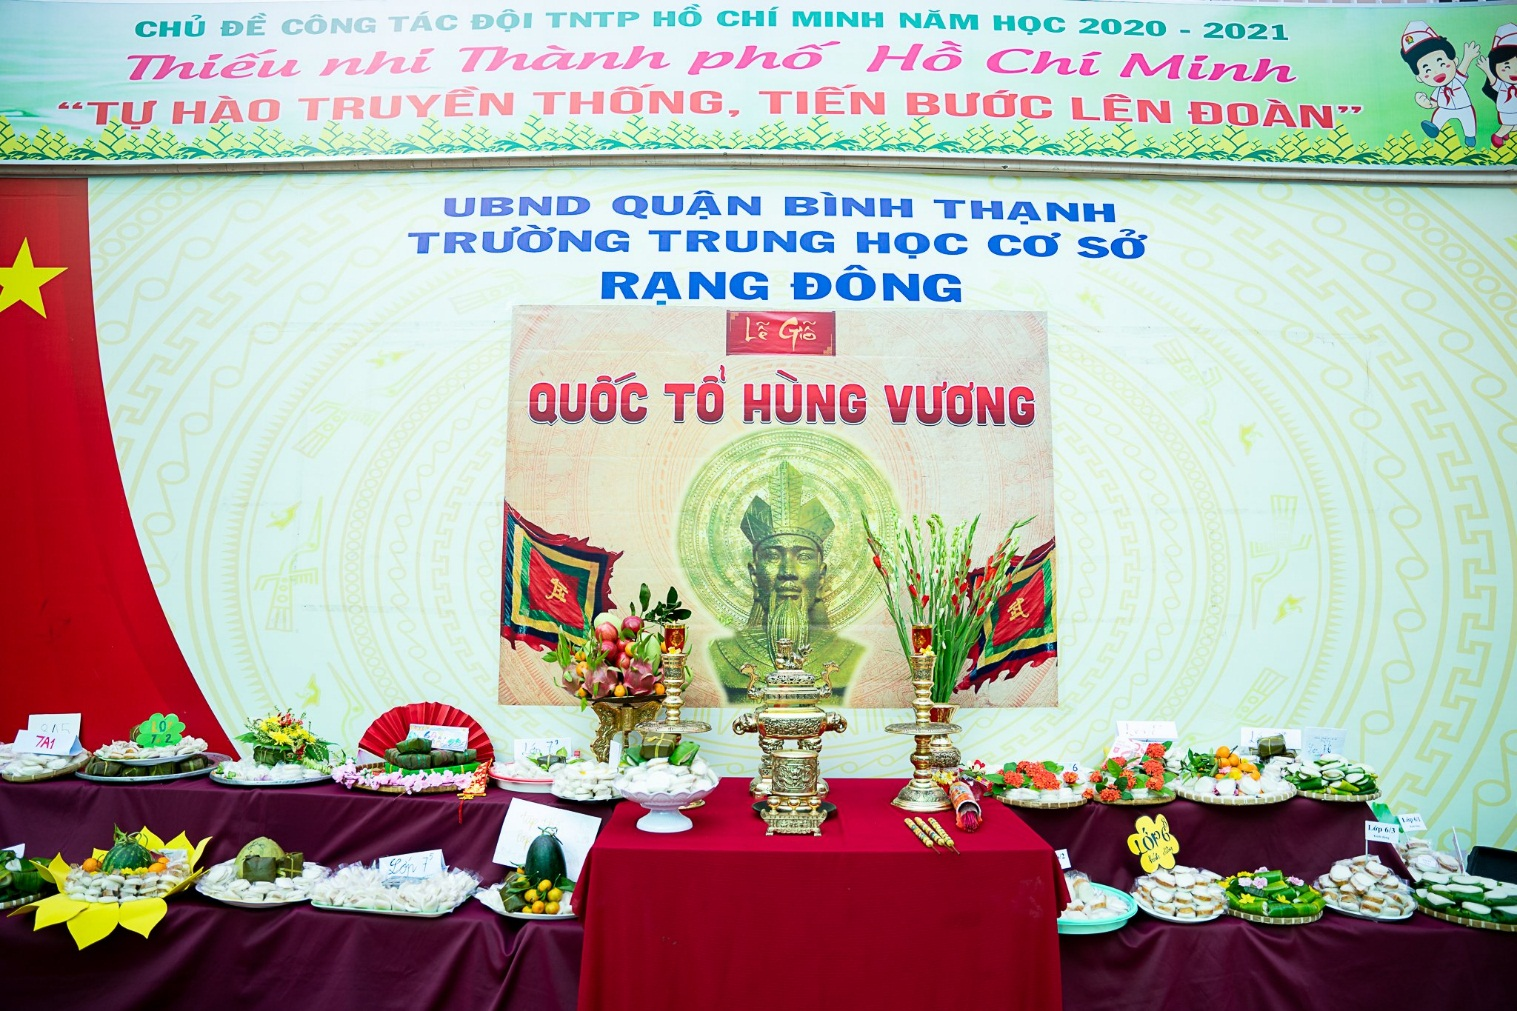 CHỦ ĐỀ CÔNG TÁC ĐỘI TNTP HỒ CHÍ MINH NĂM HỌC 2020 - 2021
Thiếu nhi Thành phố Hồ Chí Minh
“TỰ HÀO TRUYỀN THỐNG, TIẾN BƯỚC LÊN ĐOÀN”
UBND QUẬN BÌNH THẠNH
TRƯỜNG TRUNG HỌC CƠ SỞ
RẠNG ĐÔNG
Lễ Giỗ
QUỐC TỔ HÙNG VƯƠNG
7A1
Lớp 6/3